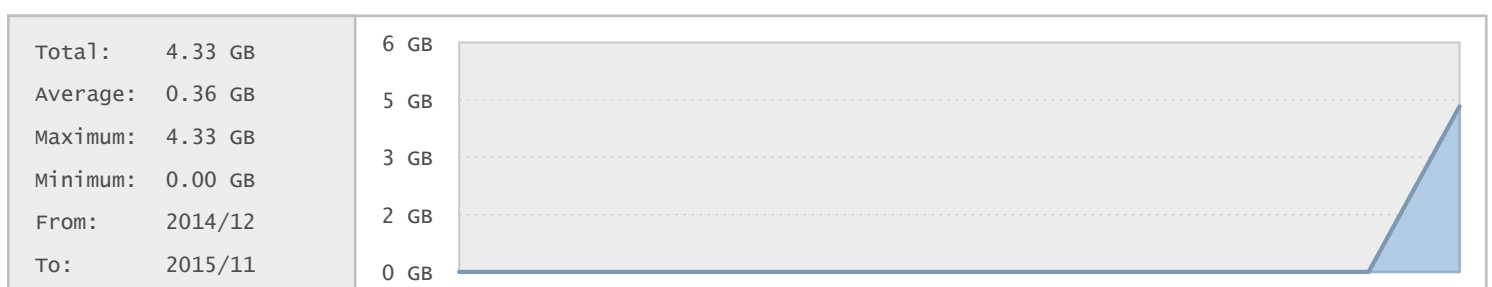 Total: 4.33 GB
Average: 0.36 GB
Maximum: 4.33 GB
Minimum: 0.00 GB
From: 2014/12
To: 2015/11
6 GB
5 GB
3 GB
2 GB
0 GB